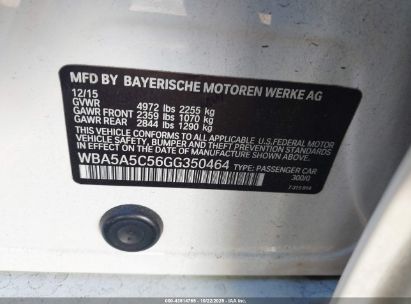 MFD BY BAYERISCHE MOTOREN WERKE AG
12/15
GVWR 4972 lbs 2255 kg
GAWR FRONT 2359 lbs 1070 kg
GAWR REAR 2844 lbs 1290 kg
THIS VEHICLE CONFORMS TO ALL APPLICABLE U.S.FEDERAL MOTOR
VEHICLE SAFETY, BUMPER, AND THEFT PREVENTION STANDARDS
IN EFFECT ON THE DATE OF MANUFACTURE SHOWN ABOVE.
WBA5A5C56GG350464 TYPE: PASSENGER CAR
300/0